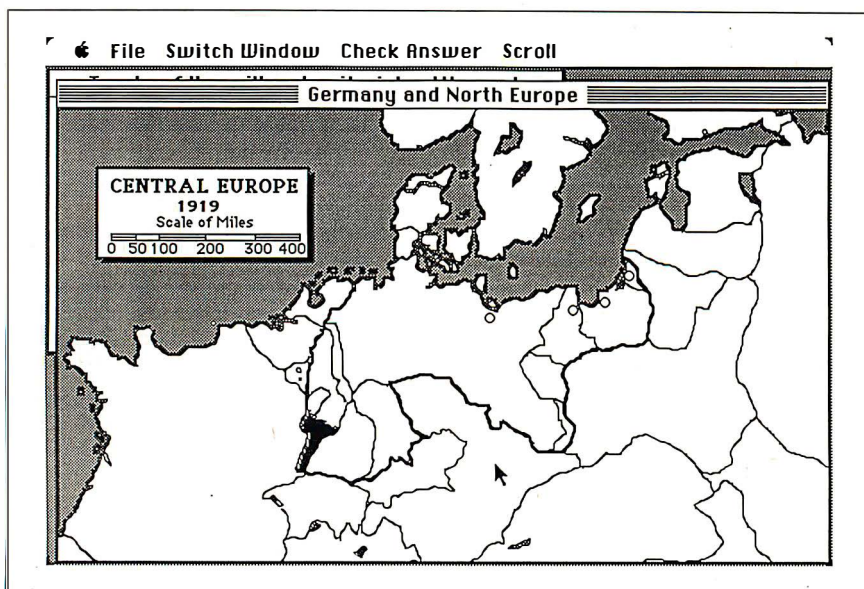 File Switch Window Check Answer Scroll
Germany and North Europe
CENTRAL EUROPE
1919
Scale of Miles
0 50 100 200 300 400